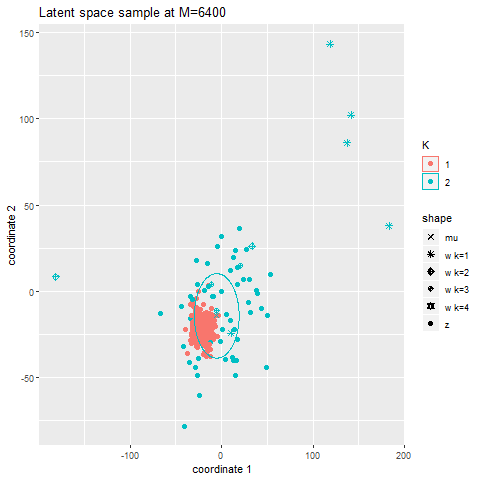 Latent space sample at M=6400
150
100
50
0
-50
-100
0
100
200
coordinate 1
coordinate 2
K
1
2
shape
mu
w k=1
w k=2
w k=3
w k=4
z